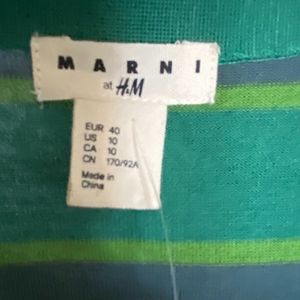 MARNI
at H&M
EUR 40
US 10
CA 10
CN 170/92A
Made in
China